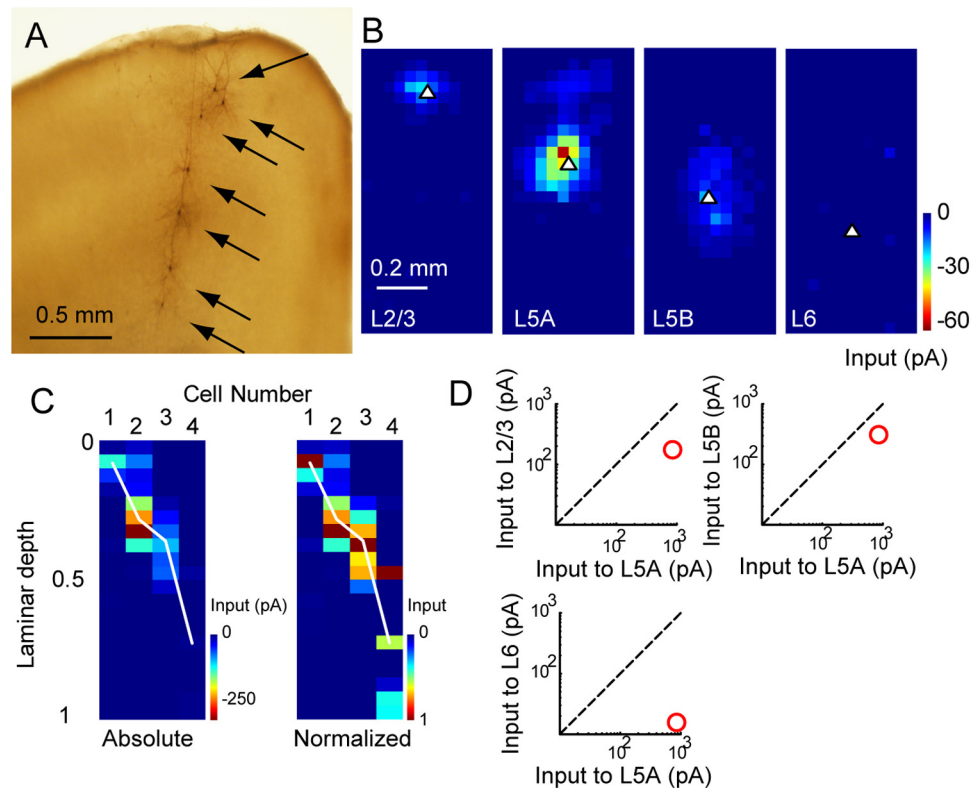 A
0.5 mm
B
0.2 mm
L2/3
L5A
L5B
L6
0
-30
-60
Input (pA)
C
Cell Number
1 2 3 4
1 2 3 4
Laminar depth
0
0.5
1
Input (pA)
0
-250
Absolute
Input
0
1
Normalized
D
Input to L2/3 (pA)
10³
10²
10² 10³
Input to L5A (pA)
Input to L5B (pA)
10³
10²
10² 10³
Input to L5A (pA)
Input to L6 (pA)
10³
10²
10² 10³
Input to L5A (pA)